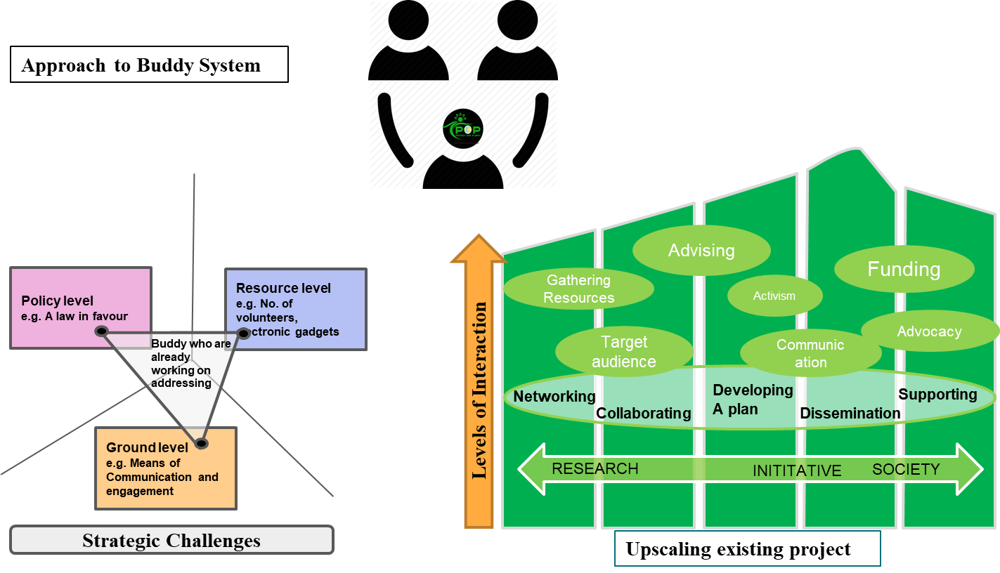 Approach to Buddy System
POP
Policy level
e.g. A law in favour
Resource level
e.g. No. of
volunteers,
ctronic gadgets
Buddy who are
already
working on
addressing
Ground level
e.g. Means of
Communication and
engagement
Strategic Challenges
Levels of Interaction
Advising
Funding
Gathering
Resources
Activism
Advocacy
Target
audience
Communic
ation
Networking
Collaborating
Developing
A plan
Dissemination
Supporting
RESEARCH
INITITATIVE
SOCIETY
Upscaling existing project